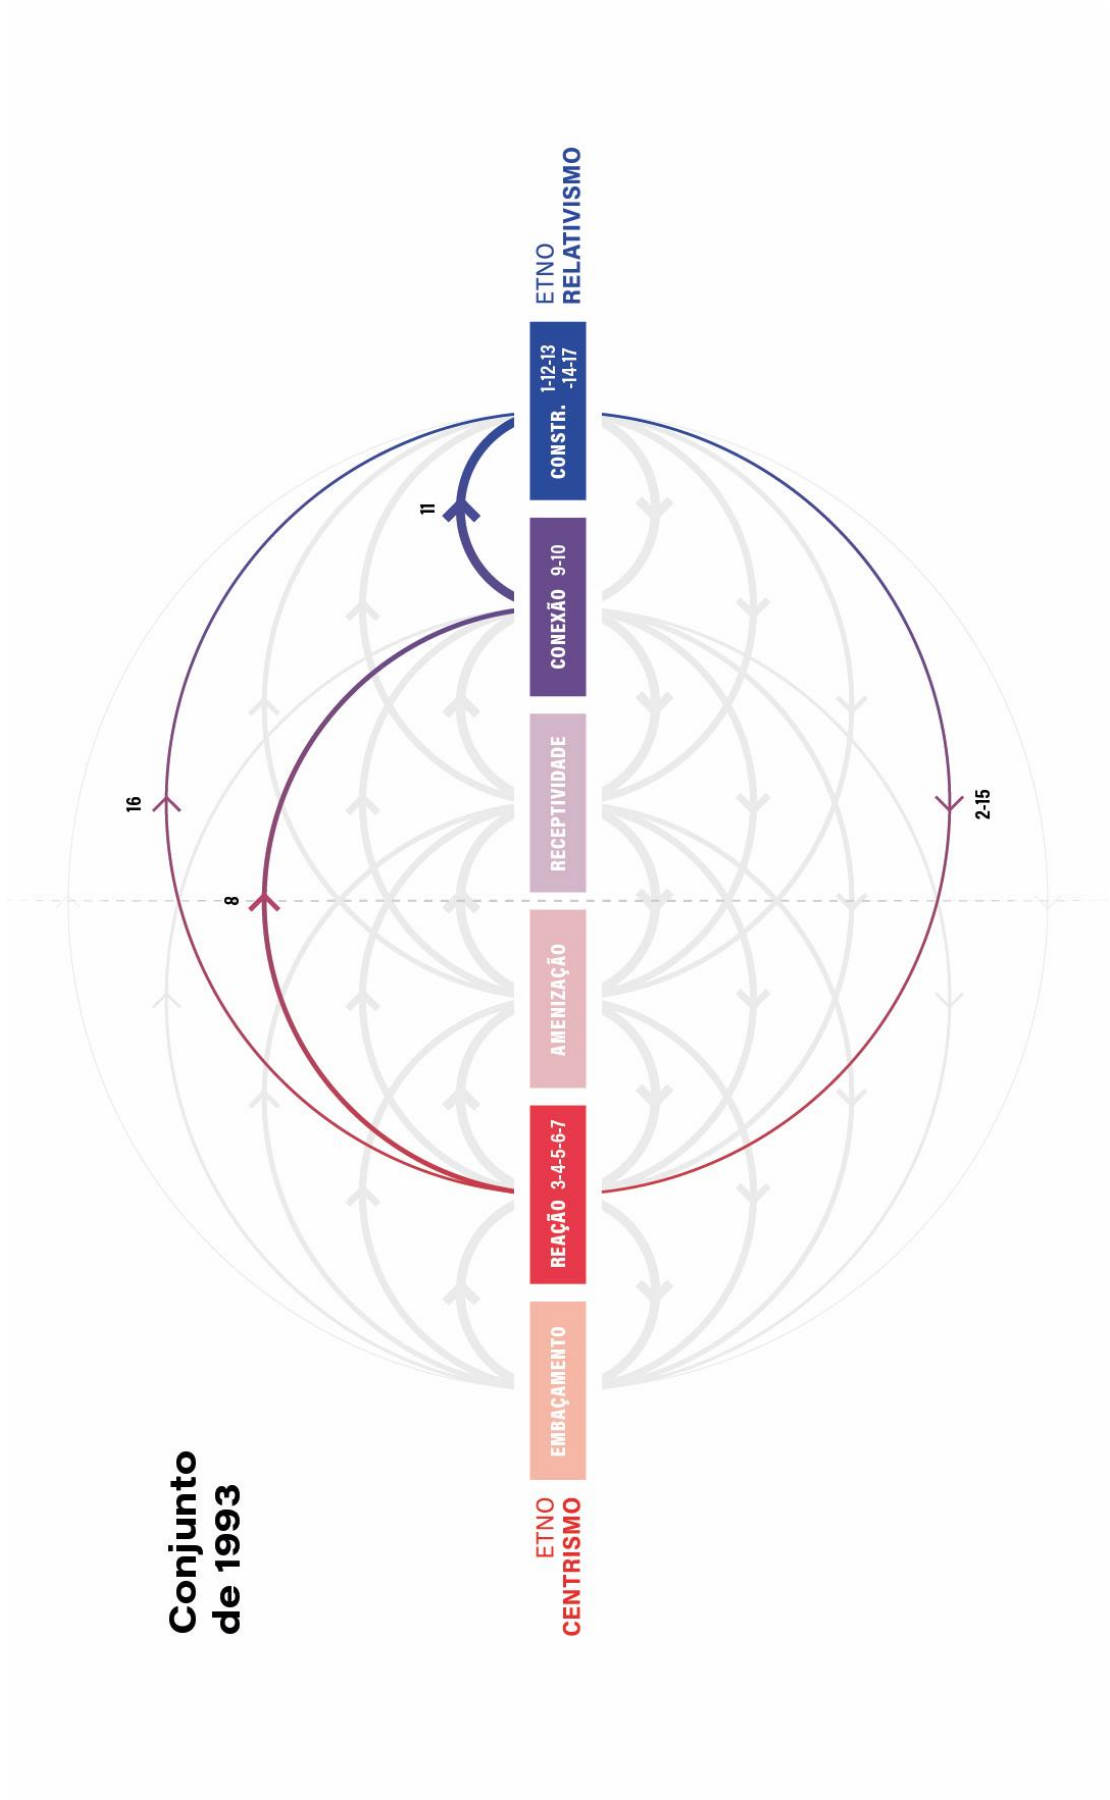 Conjunto
de 1993
16
8
11
ETNO
CENTRISMO
EMBAÇAMENTO
REAÇÃO 3-4-5-6-7
AMENIZAÇÃO
RECEPTIVIDADE
CONEXÃO 9-10
CONSTR. 1-12-13
-14-17
ETNO
RELATIVISMO
2-15